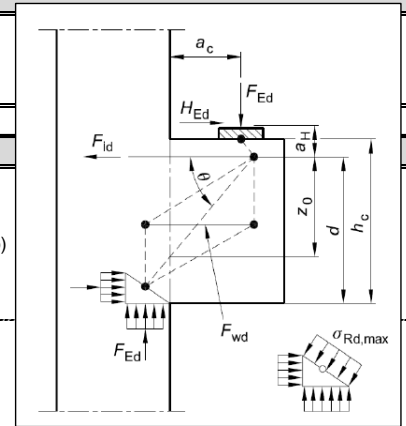 a_c
F_Ed
H_Ed
a_H
F_td
θ
z_0
d
h_c
)
F_wd
F_Ed
σ_Rd,max